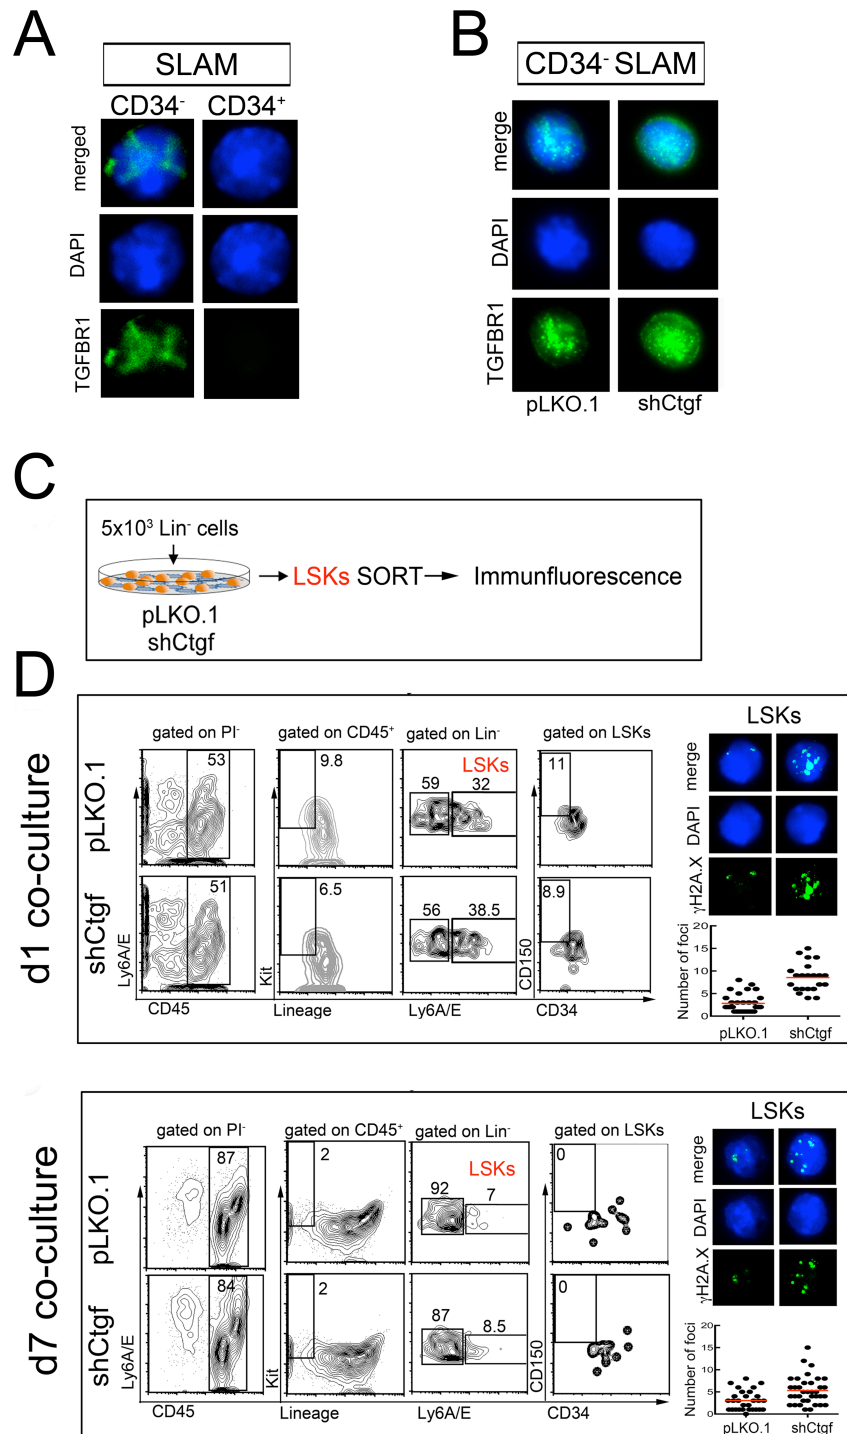 A
SLAM
CD34- CD34+
merged
DAPI
TGFBR1
B
CD34- SLAM
merge
DAPI
TGFBR1
pLKO.1 shCtgf
C
5x10³ Lin- cells
LSKs SORT Immunfluorescence
pLKO.1
shCtgf
D
d1 co-culture
gated on PI- gated on CD45+ gated on Lin- gated on LSKs
pLKO.1
53
9.8
LSKs
59 32
11
shCtgf
51
6.5
56 38.5
8.9
Ly6A/E
Kit
CD150
CD45 Lineage Ly6A/E CD34
LSKs
merge
DAPI
γH2A.X
Number of foci
20
15
10
5
0
pLKO.1 shCtgf
d7 co-culture
gated on PI- gated on CD45+ gated on Lin- gated on LSKs
pLKO.1
87
2
LSKs
92 7
0
shCtgf
84
2
87 8.5
0
Ly6A/E
Kit
CD150
CD45 Lineage Ly6A/E CD34
LSKs
merge
DAPI
γH2A.X
Number of foci
20
15
10
5
0
pLKO.1 shCtgf